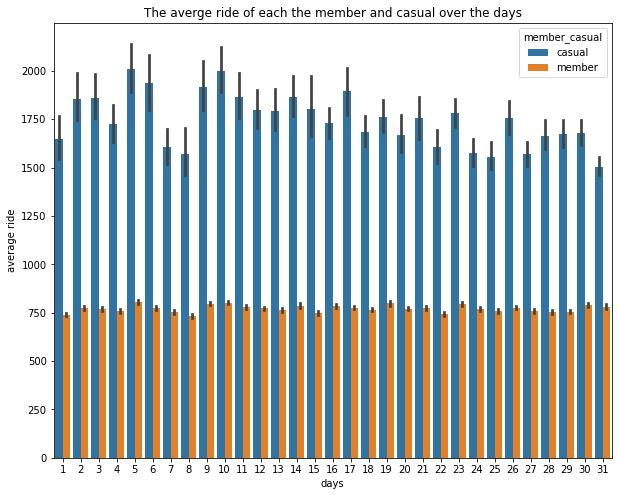 The averge ride of each the member and casual over the days
member_casual
casual
member
average ride
2000
1750
1500
1250
1000
750
500
250
0
1 2 3 4 5 6 7 8 9 10 11 12 13 14 15 16 17 18 19 20 21 22 23 24 25 26 27 28 29 30 31
days